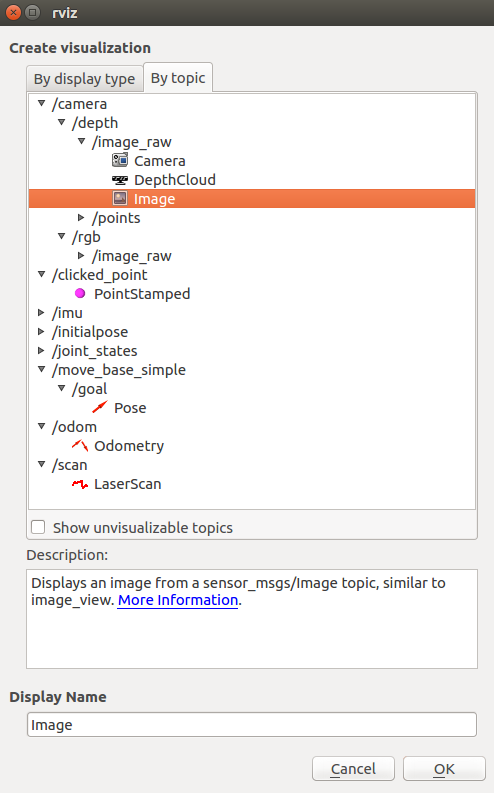 rviz
Create visualization
By display type
By topic
/camera
/depth
/image_raw
Camera
DepthCloud
Image
/points
/rgb
/image_raw
/clicked_point
PointStamped
/imu
/initialpose
/joint_states
/move_base_simple
/goal
Pose
/odom
Odometry
/scan
LaserScan
Show unvisualizable topics
Description:
Displays an image from a sensor_msgs/Image topic, similar to
image_view. More Information.
Display Name
Image
Cancel
OK